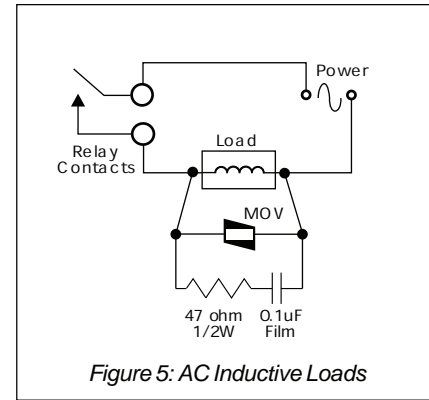 Power
Relay
Contacts
Load
MOV
47 ohm
1/2W
0.1uF
Film
Figure 5: AC Inductive Loads